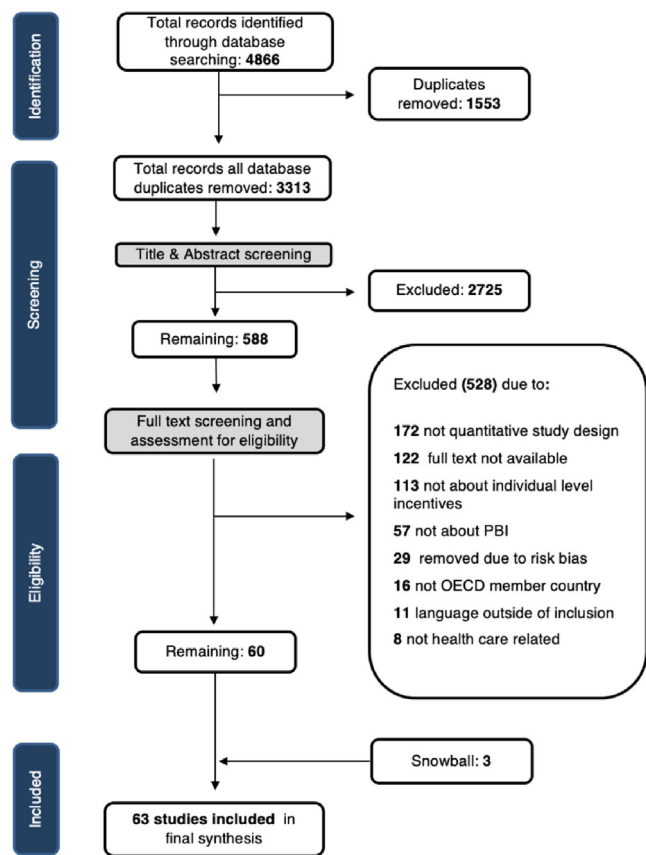 Identification
Total records identified
through database
searching: 4866
Duplicates
removed: 1553
Screening
Total records all database
duplicates removed: 3313
Title & Abstract screening
Excluded: 2725
Remaining: 588
Full text screening and
assessment for eligibility
Eligibility
Excluded (528) due to:
172 not quantitative study design
122 full text not available
113 not about individual level
incentives
57 not about PBI
29 removed due to risk bias
16 not OECD member country
11 language outside of inclusion
8 not health care related
Remaining: 60
Included
Snowball: 3
63 studies included in
final synthesis